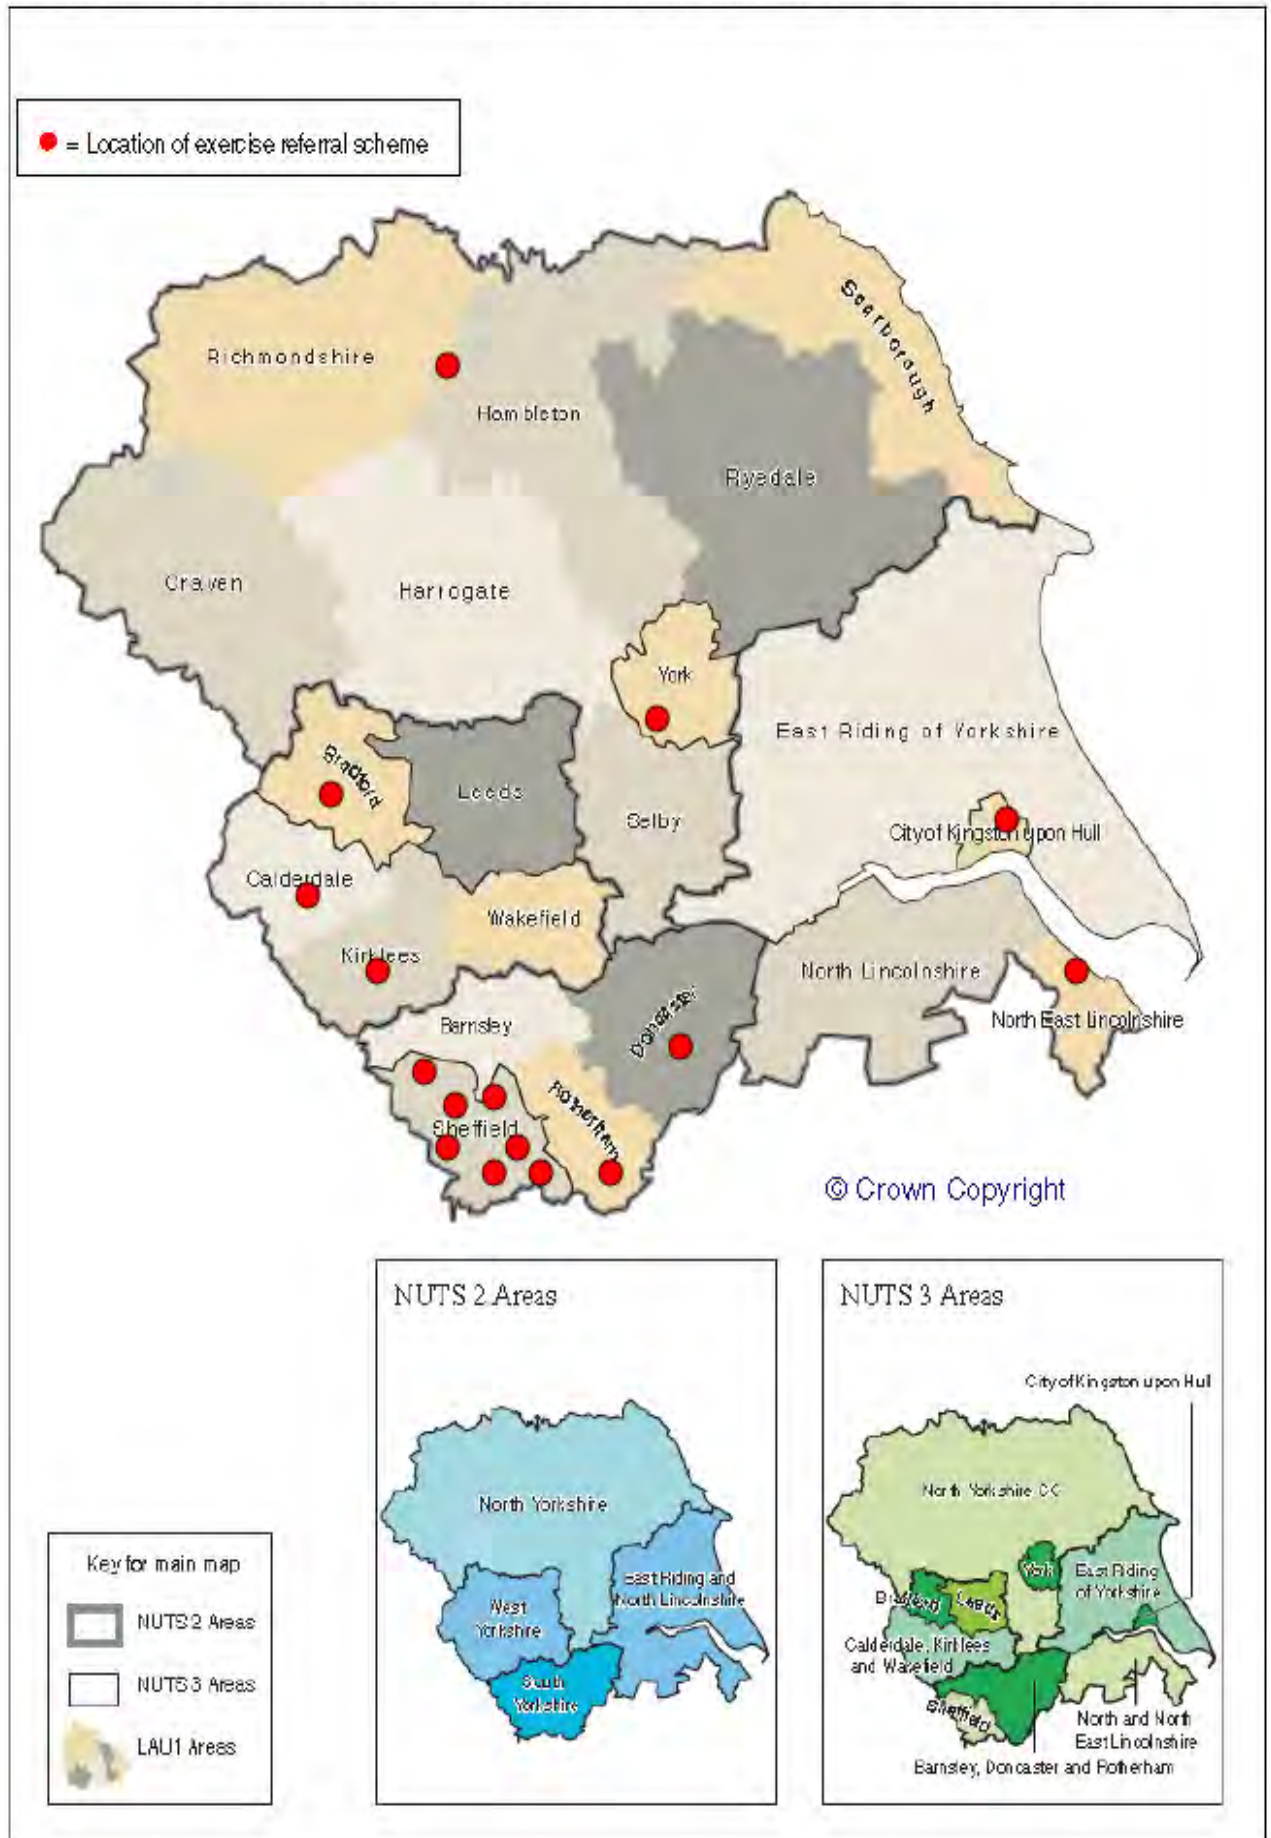 = Location of exercise referral scheme
Scarborough
Richmondshire
Hambleton
Ryedale
Craven
Harrogate
York
East Riding of Yorkshire
Bradford
Leeds
Selby
City of Kingston upon Hull
Calderdale
Wakefield
Kirklees
North Lincolnshire
Doncaster
North East Lincolnshire
Barnsley
Rotherham
Sheffield
© Crown Copyright
NUTS 2 Areas
North Yorkshire
East Riding and
North Lincolnshire
West
Yorkshire
South
Yorkshire
NUTS 3 Areas
City of Kingston upon Hull
North Yorkshire CC
York
East Riding
of Yorkshire
Bradford
Leeds
Calderdale, Kirklees
and Wakefield
Sheffield
North and North
East Lincolnshire
Barnsley, Doncaster and Rotherham
Key for main map
NUTS 2 Areas
NUTS 3 Areas
LAU1 Areas